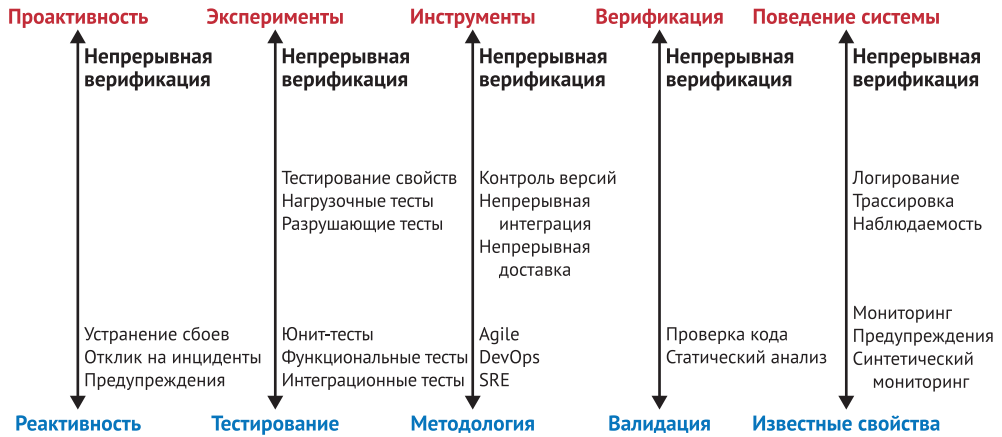 Проактивность
Эксперименты
Инструменты
Верификация
Поведение системы
Непрерывная
верификация
Непрерывная
верификация
Непрерывная
верификация
Непрерывная
верификация
Непрерывная
верификация
Тестирование свойств
Нагрузочные тесты
Разрушающие тесты
Контроль версий
Непрерывная
интеграция
Непрерывная
доставка
Логирование
Трассировка
Наблюдаемость
Устранение сбоев
Отклик на инциденты
Предупреждения
Юнит-тесты
Функциональные тесты
Интеграционные тесты
Agile
DevOps
SRE
Проверка кода
Статический анализ
Мониторинг
Предупреждения
Синтетический
мониторинг
Реактивность
Тестирование
Методология
Валидация
Известные свойства